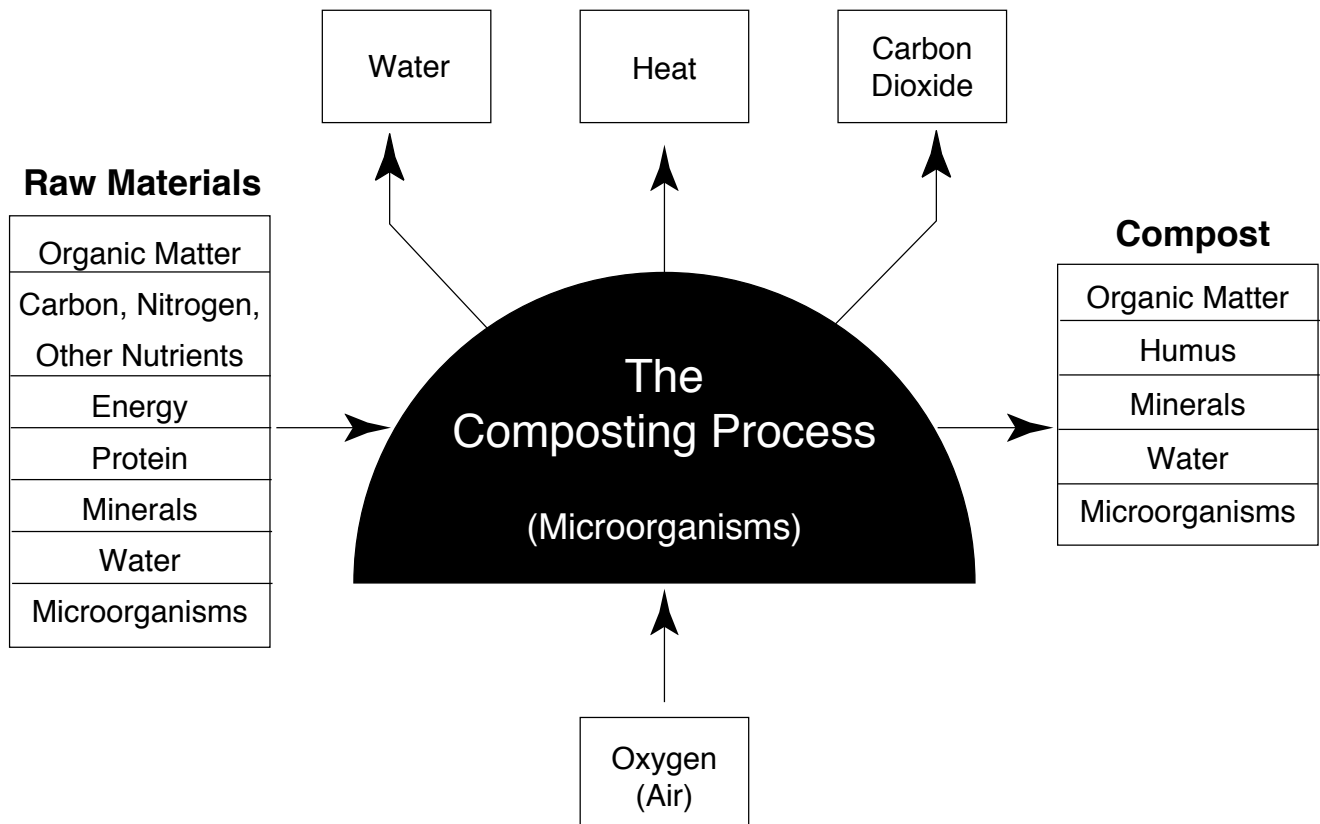 Water
Heat
Carbon
Dioxide
Raw Materials
Organic Matter
Carbon, Nitrogen,
Other Nutrients
Energy
Protein
Minerals
Water
Microorganisms
The
Composting Process
(Microorganisms)
Compost
Organic Matter
Humus
Minerals
Water
Microorganisms
Oxygen
(Air)